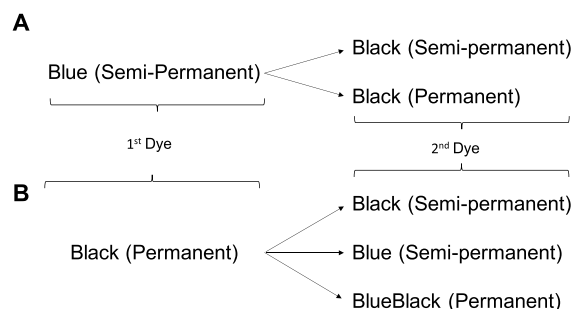 A
Black (Semi-permanent)
Blue (Semi-Permanent)
Black (Permanent)
1st Dye
2nd Dye
B
Black (Semi-permanent)
Black (Permanent)
Blue (Semi-permanent)
BlueBlack (Permanent)